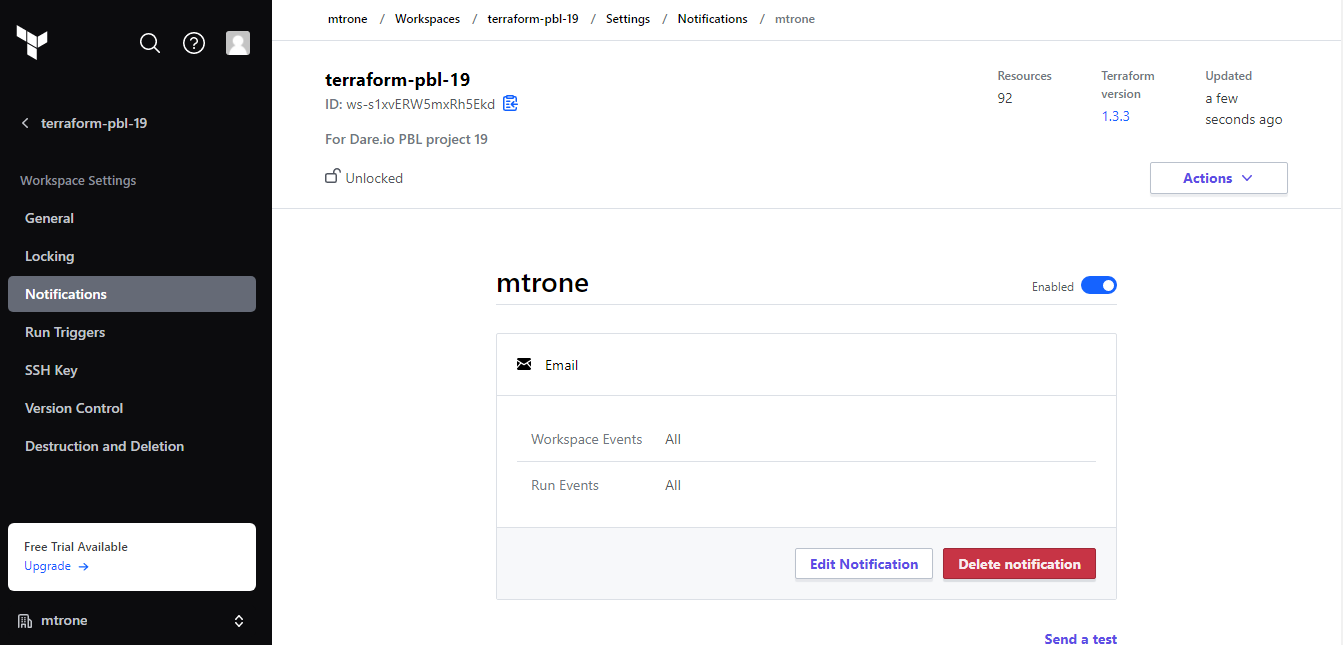 mtrone / Workspaces / terraform-pbl-19 / Settings / Notifications / mtrone
terraform-pbl-19
ID: ws-s1xvERW5mxRh5Ekd
For Dare.io PBL project 19
Unlocked
Resources
92
Terraform
version
1.3.3
Updated
a few
seconds ago
Actions
terraform-pbl-19
Workspace Settings
General
Locking
Notifications
Run Triggers
SSH Key
Version Control
Destruction and Deletion
Free Trial Available
Upgrade →
mtrone
mtrone
Enabled
Email
Workspace Events All
Run Events All
Edit Notification Delete notification
Send a test